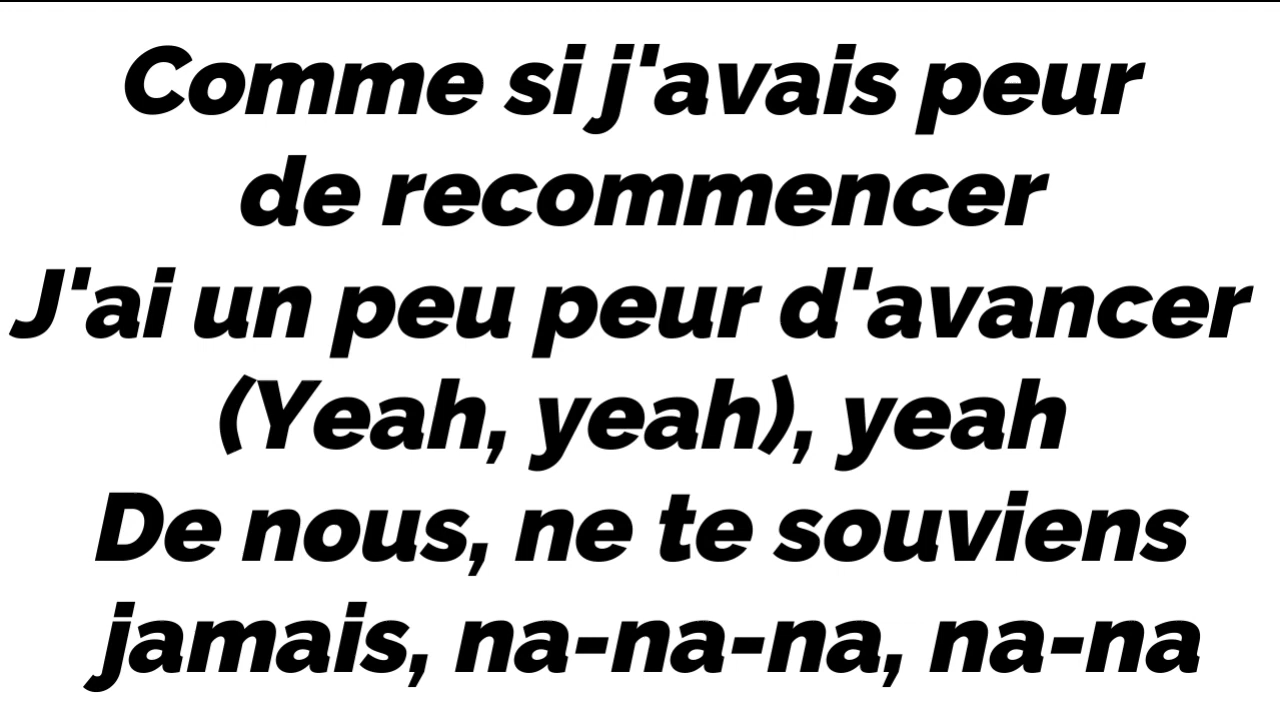 Comme si j'avais peur
de recommencer
J'ai un peu peur d'avancer
(Yeah, yeah), yeah
De nous, ne te souviens
jamais, na-na-na, na-na